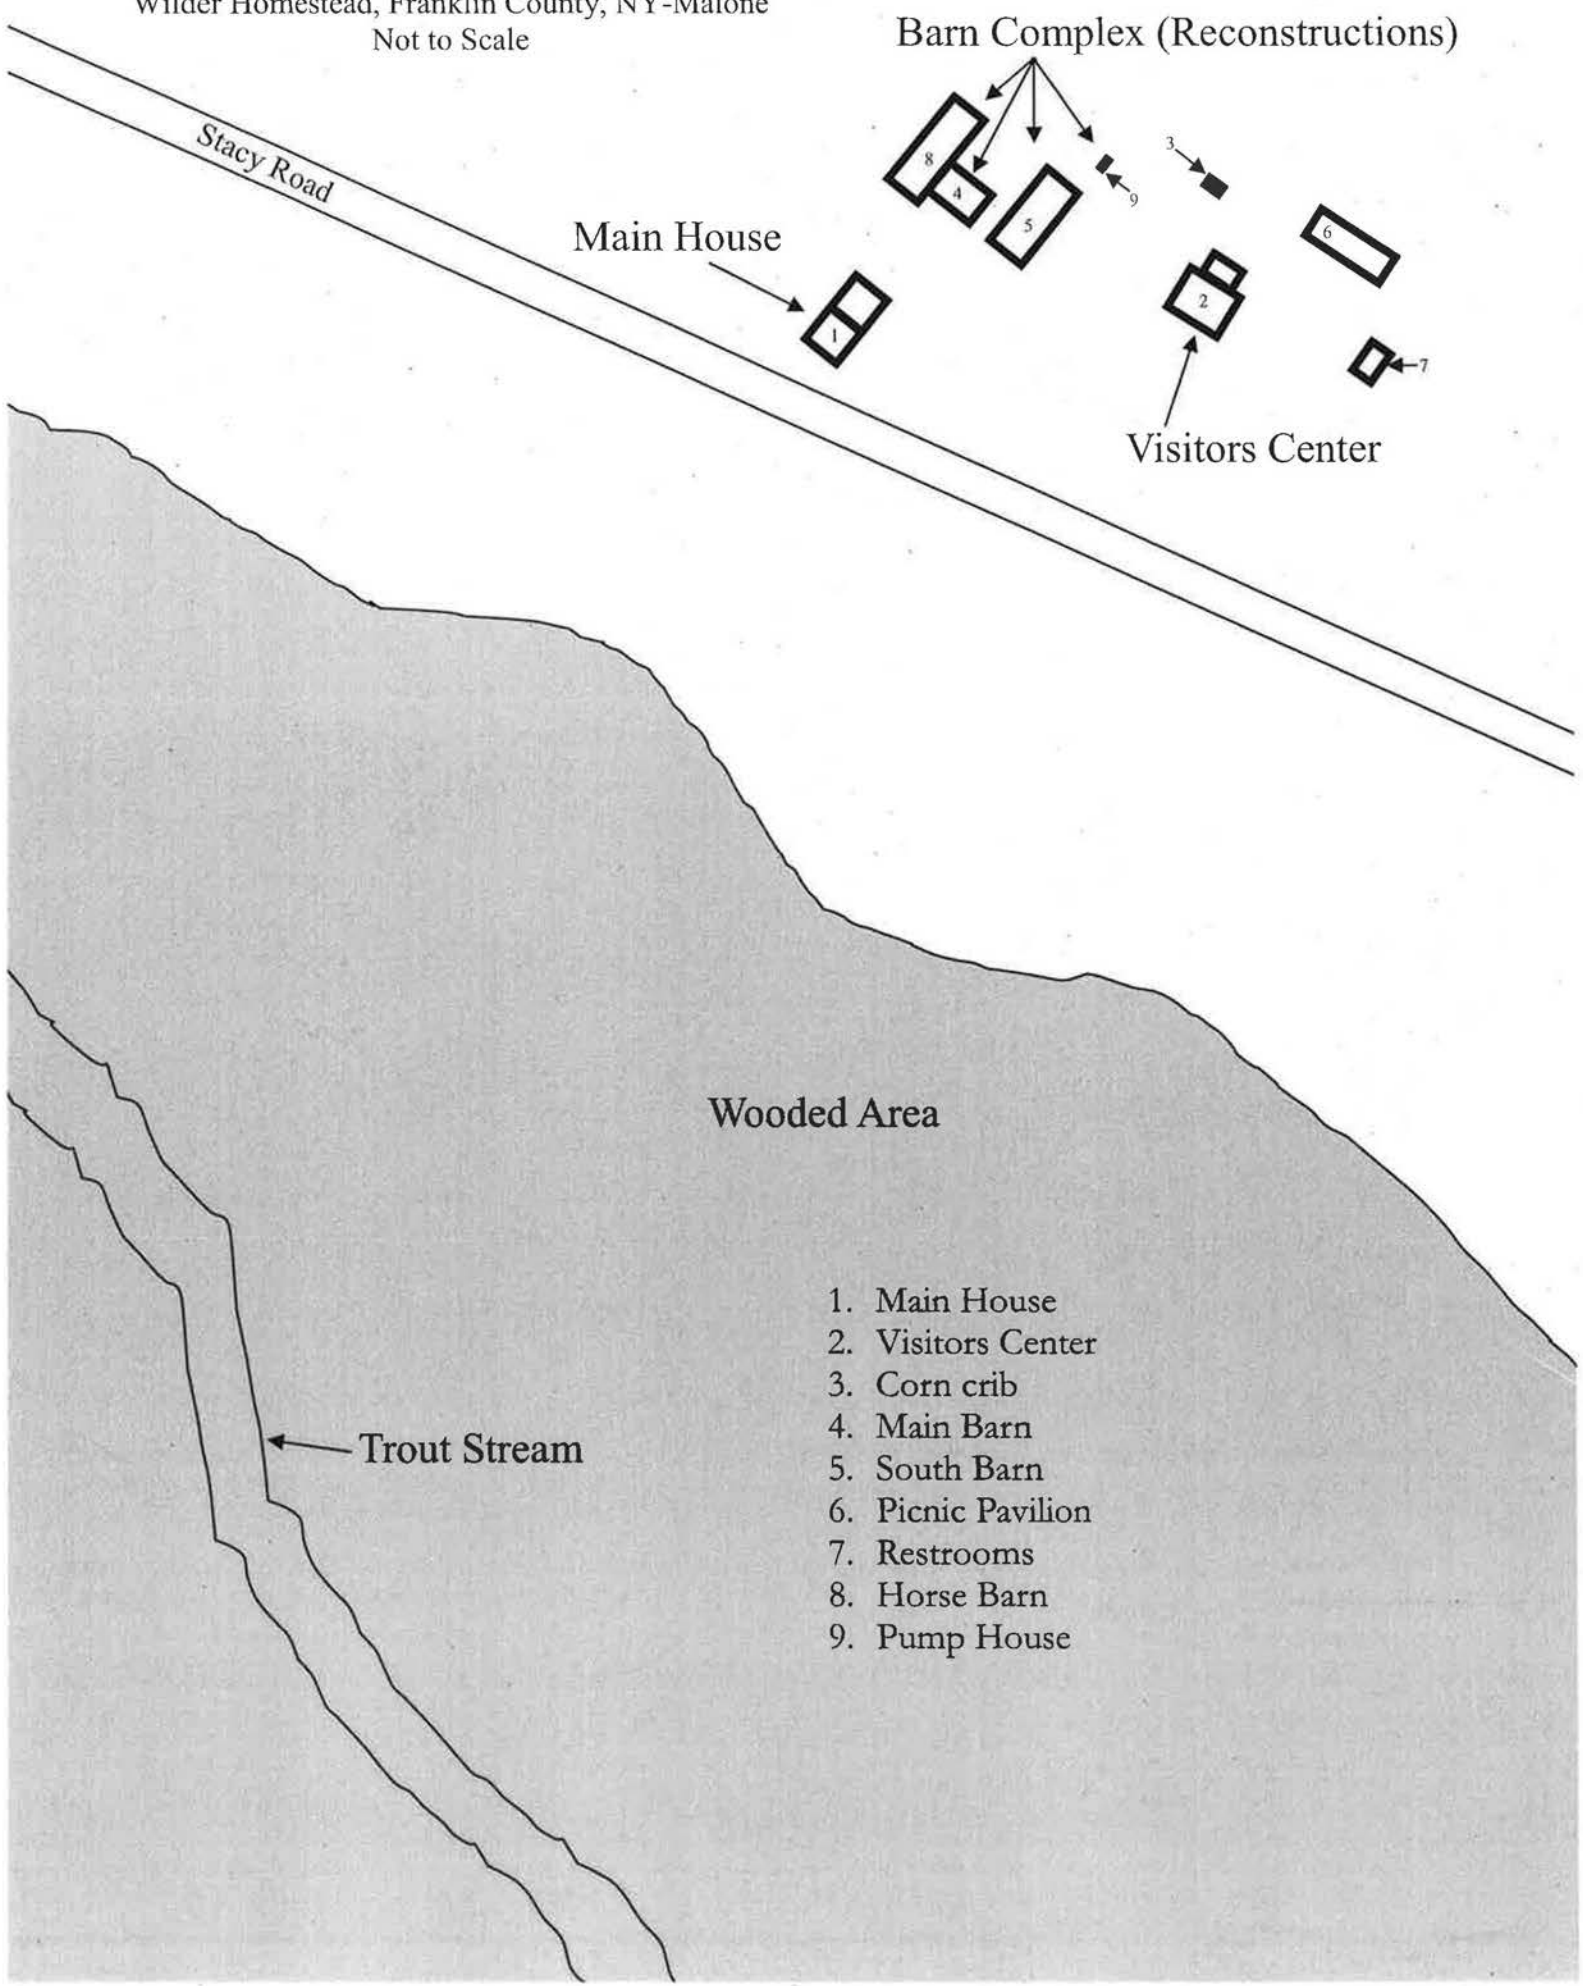 Wilder Homestead, Franklin County, NY-Malone
Not to Scale
Barn Complex (Reconstructions)
Stacy Road
Main House
8
4
5
9
3
6
1
2
7
Visitors Center
Wooded Area
1. Main House
2. Visitors Center
3. Corn crib
4. Main Barn
5. South Barn
6. Picnic Pavilion
7. Restrooms
8. Horse Barn
9. Pump House
Trout Stream